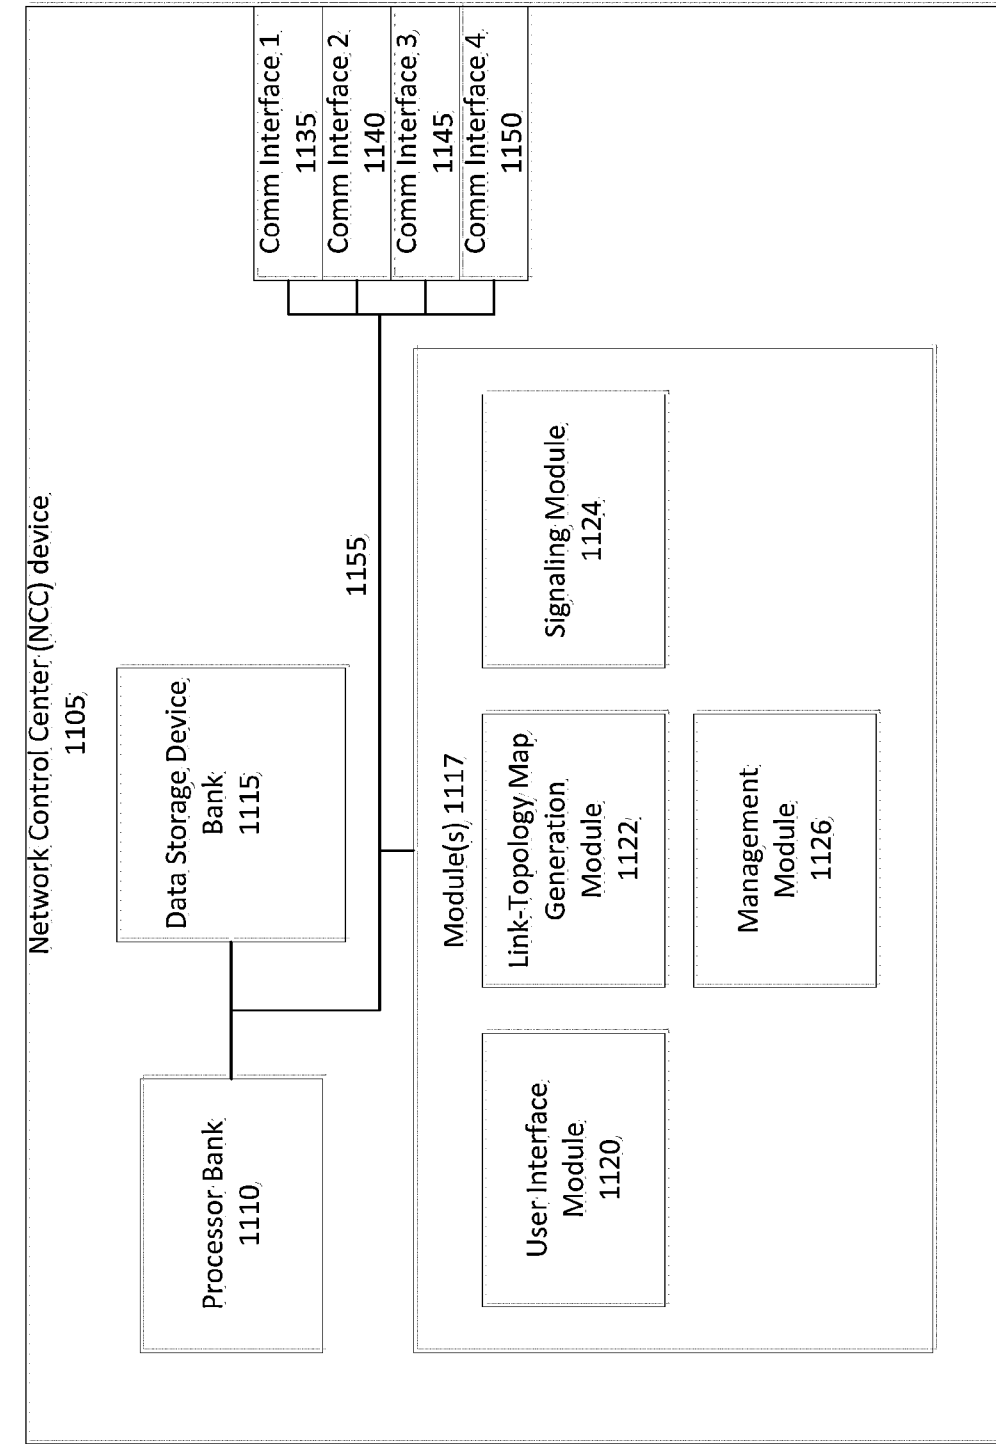 Network Control Center (NCC) device
1105
Processor Bank
1110
Data Storage Device
Bank
1115
1155
Comm Interface 1
1135
Comm Interface 2
1140
Comm Interface 3
1145
Comm Interface 4
1150
Module(s) 1117
User Interface
Module
1120
Link-Topology Map
Generation
Module
1122
Signaling Module
1124
Management
Module
1126